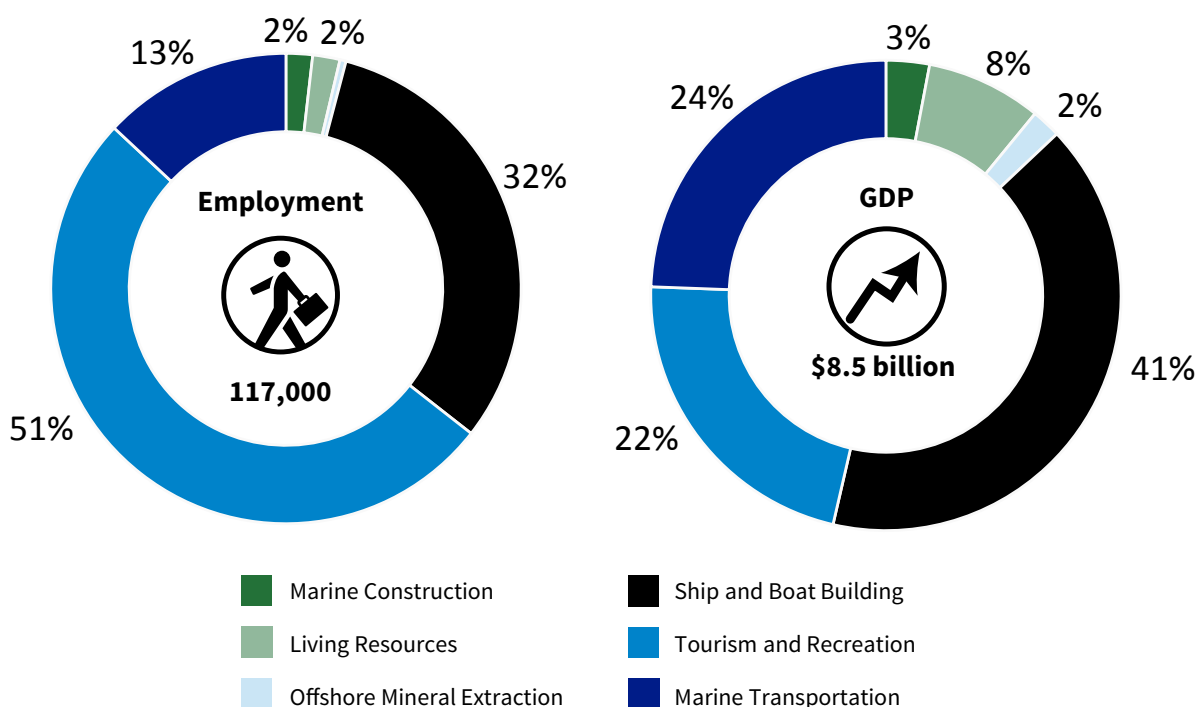 2% 2%
13%
32%
51%
Employment
117,000
3%
8%
2%
24%
41%
22%
GDP
$8.5 billion
Marine Construction
Living Resources
Offshore Mineral Extraction
Ship and Boat Building
Tourism and Recreation
Marine Transportation